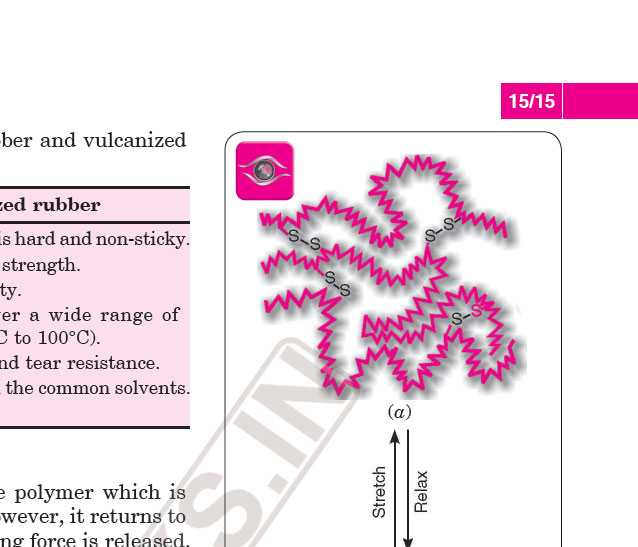 15/15
ber and vulcanized
zed rubber
is hard and non-sticky.
strength.
ty.
er a wide range of
C to 100°C).
nd tear resistance.
the common solvents.
e polymer which is
wever, it returns to
ng force is released.
S
S
S
S
S
S
S
S
(a)
Stretch
Relax
S.IN